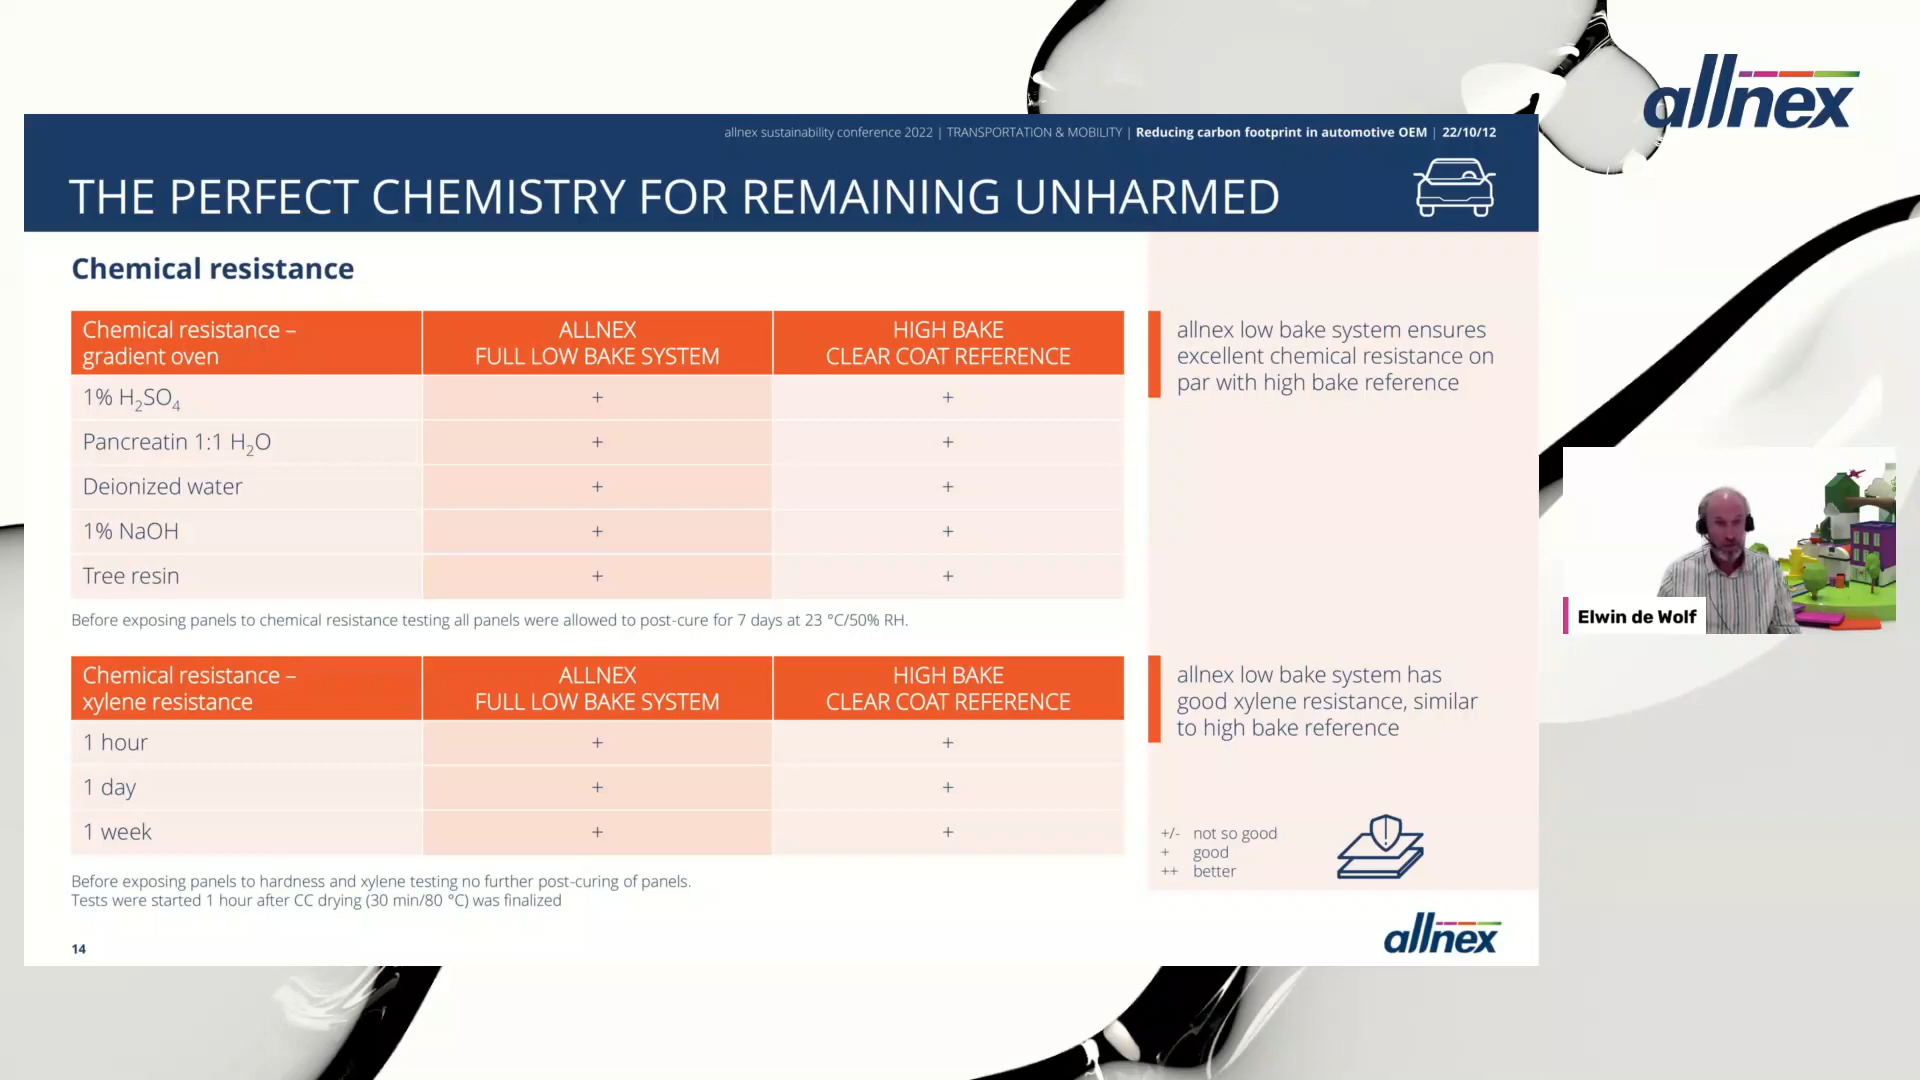 allnex
allnex sustainability conference 2022 | TRANSPORTATION & MOBILITY | Reducing carbon footprint in automotive OEM | 22/10/12
THE PERFECT CHEMISTRY FOR REMAINING UNHARMED
Chemical resistance
Chemical resistance –
gradient oven
ALLNEX
FULL LOW BAKE SYSTEM
HIGH BAKE
CLEAR COAT REFERENCE
1% H₂SO₄ + +
Pancreatin 1:1 H₂O + +
Deionized water + +
1% NaOH + +
Tree resin + +
Before exposing panels to chemical resistance testing all panels were allowed to post-cure for 7 days at 23 °C/50% RH.
allnex low bake system ensures
excellent chemical resistance on
par with high bake reference
Chemical resistance –
xylene resistance
ALLNEX
FULL LOW BAKE SYSTEM
HIGH BAKE
CLEAR COAT REFERENCE
1 hour + +
1 day + +
1 week + +
Before exposing panels to hardness and xylene testing no further post-curing of panels.
Tests were started 1 hour after CC drying (30 min/80 °C) was finalized
allnex low bake system has
good xylene resistance, similar
to high bake reference
+/- not so good
+ good
++ better
14
allnex
Elwin de Wolf